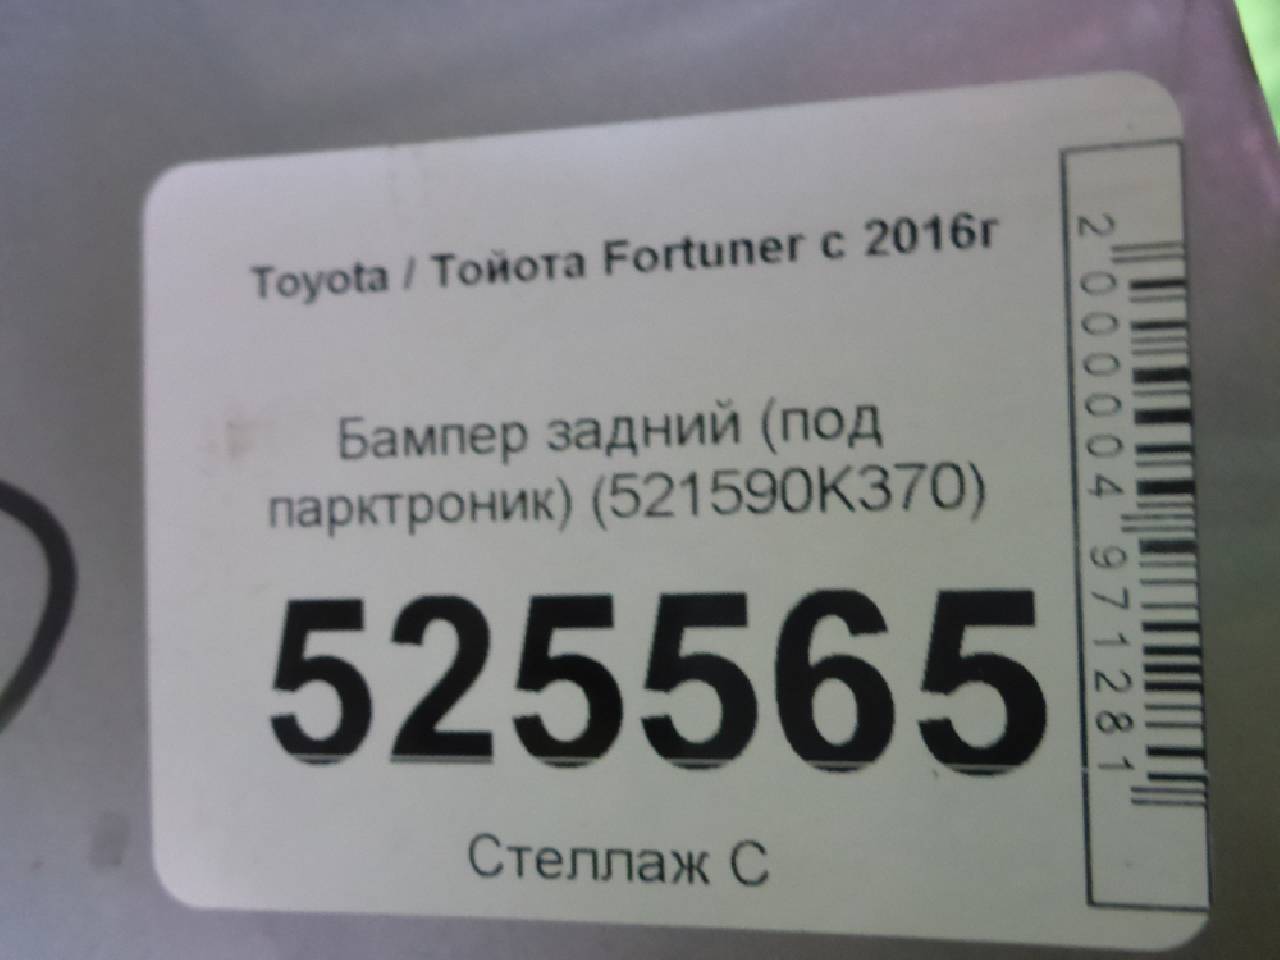 Toyota / Тойота Fortuner с 2016г
Бампер задний (под
парктроник) (521590K370)
525565
Стеллаж С
2000004971281